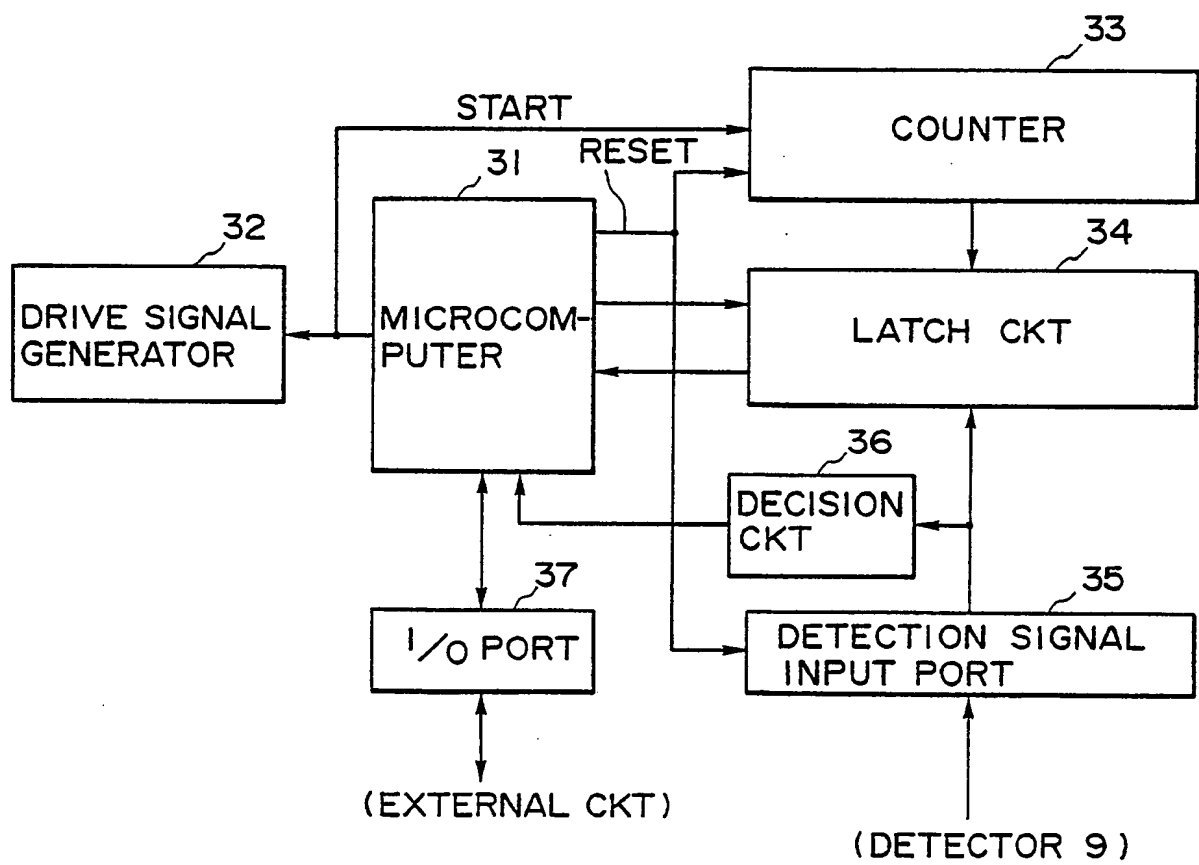 33
COUNTER
START
RESET
31
32
DRIVE SIGNAL
GENERATOR
MICROCOM-
PUTER
34
LATCH CKT
36
DECISION
CKT
37
I/O PORT
35
DETECTION SIGNAL
INPUT PORT
(EXTERNAL CKT)
(DETECTOR 9)